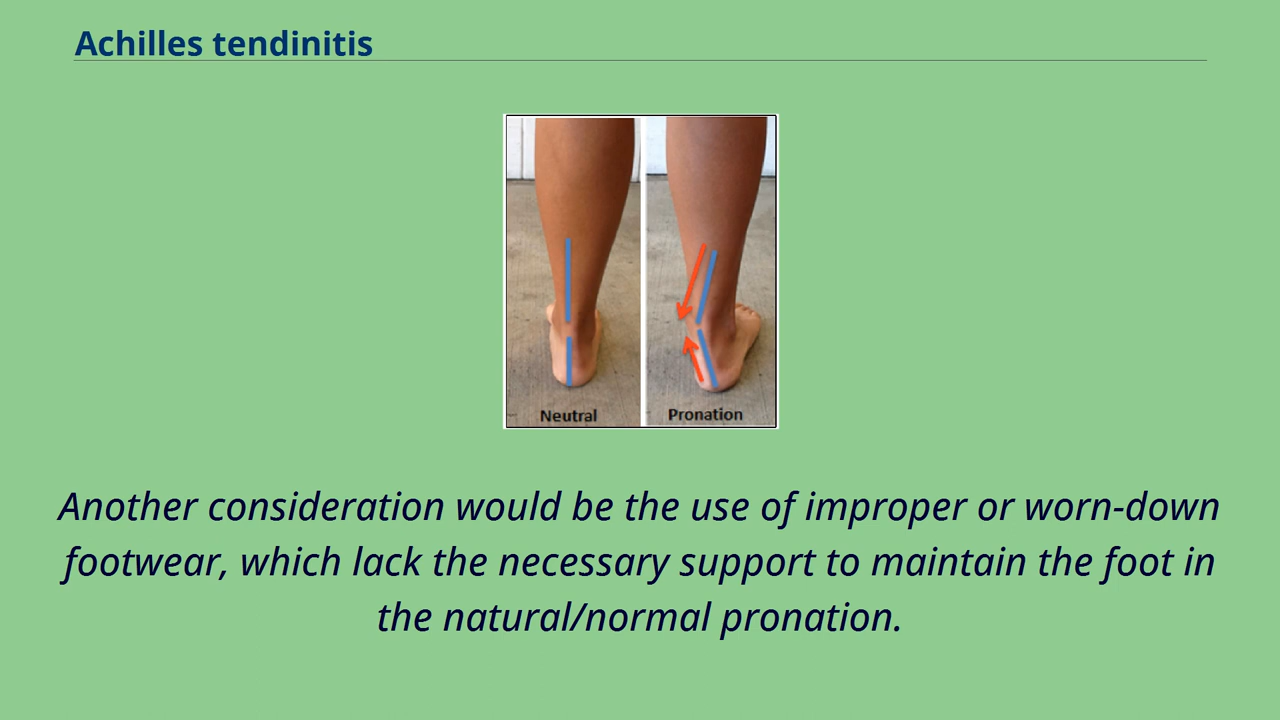 Achilles tendinitis
Neutral
Pronation
Another consideration would be the use of improper or worn-down
footwear, which lack the necessary support to maintain the foot in
the natural/normal pronation.